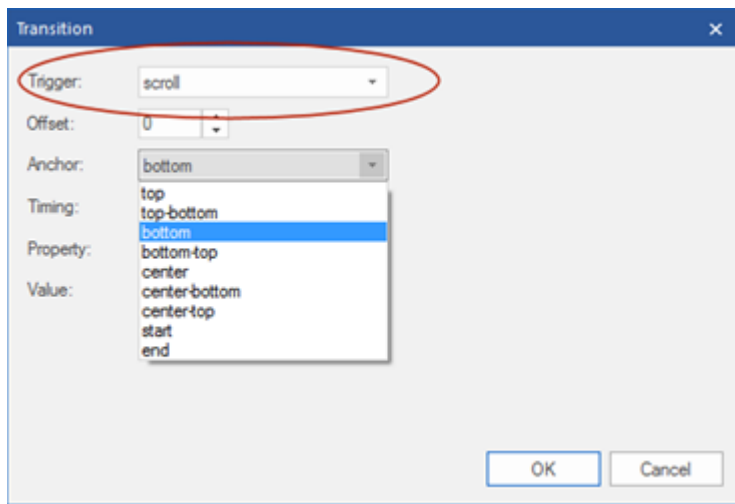 Transition
Trigger: scroll
Offset: 0
Anchor: bottom
top
Timing: top-bottom
bottom
Property: bottom-top
center
Value: center-bottom
center-top
start
end
OK Cancel